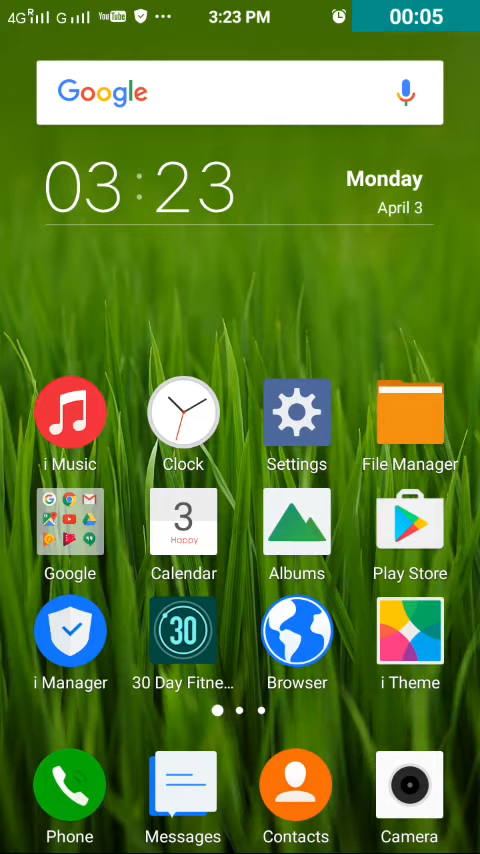 4G R G YouTube ••• 3:23 PM 00:05
Google
03:23
Monday
April 3
i Music Clock Settings File Manager
3
Happy
Google Calendar Albums Play Store
30
i Manager 30 Day Fitne... Browser i Theme
Phone Messages Contacts Camera